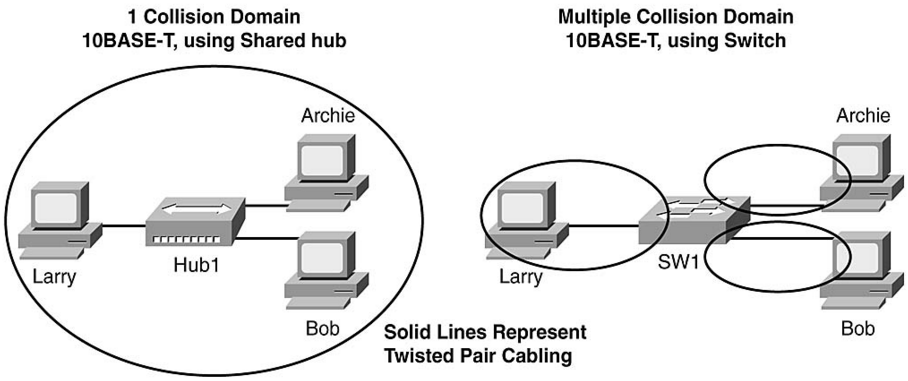 1 Collision Domain
10BASE-T, using Shared hub
Archie
Larry
Hub1
Bob
Multiple Collision Domain
10BASE-T, using Switch
Archie
Larry
SW1
Bob
Solid Lines Represent
Twisted Pair Cabling